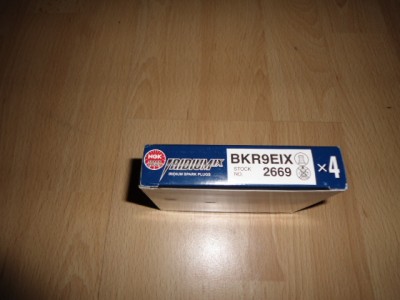 NGK
IRIDIUM IX
IRIDIUM SPARK PLUGS
BKR9EIX
STOCK
NO.
2669
×4